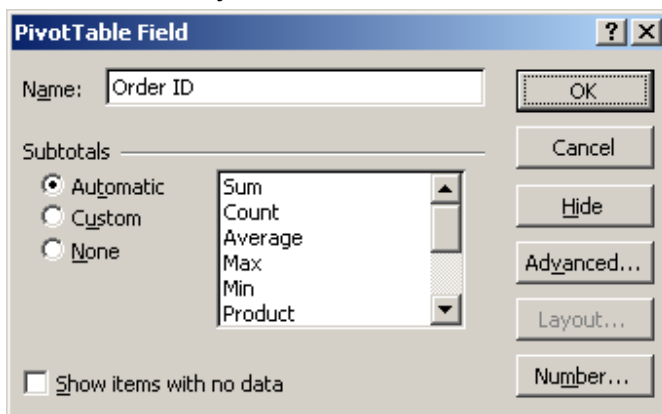 PivotTable Field
Name: Order ID
OK
Subtotals
Cancel
Automatic
Custom
None
Sum
Count
Average
Max
Min
Product
Hide
Advanced...
Layout...
Show items with no data
Number...